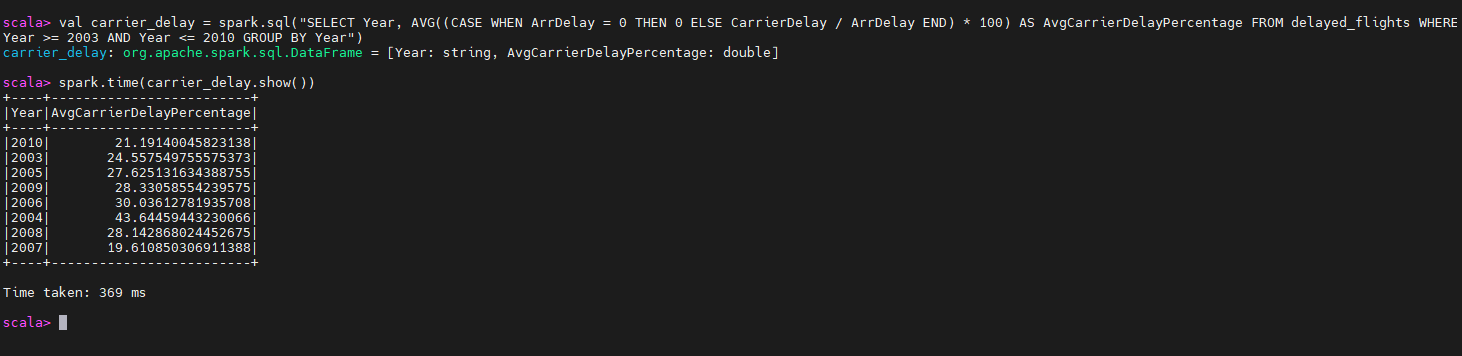 scala> val carrier_delay = spark.sql("SELECT Year, AVG((CASE WHEN ArrDelay = 0 THEN 0 ELSE CarrierDelay / ArrDelay END) * 100) AS AvgCarrierDelayPercentage FROM delayed_flights WHERE
Year >= 2003 AND Year <= 2010 GROUP BY Year")
carrier_delay: org.apache.spark.sql.DataFrame = [Year: string, AvgCarrierDelayPercentage: double]
scala> spark.time(carrier_delay.show())
+----+-------------------------+
|Year|AvgCarrierDelayPercentage|
+----+-------------------------+
|2010|        21.19140045823138|
|2003|       24.557549755575373|
|2005|       27.625131634388755|
|2009|        28.33058554239575|
|2006|        30.03612781935708|
|2004|        43.64459443230066|
|2008|       28.142868024452675|
|2007|       19.610850306911388|
+----+-------------------------+
Time taken: 369 ms
scala>